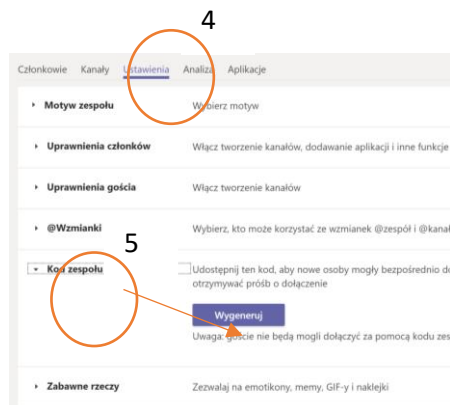 4
Członkowie Kanały Ustawienia Analiza Aplikacje
Motyw zespołu Wybierz motyw
Uprawnienia członków Włącz tworzenie kanałów, dodawanie aplikacji i inne funkcje
Uprawnienia gościa Włącz tworzenie kanałów
@Wzmianki Wybierz, kto może korzystać ze wzmianek @zespół i @kanał
5
Kod zespołu Udostępnij ten kod, aby nowe osoby mogły bezpośrednio do
otrzymywać próśb o dołączenie
Wygeneruj
Uwaga: goście nie będą mogli dołączyć za pomocą kodu zes
Zabawne rzeczy Zezwalaj na emotikony, memy, GIF-y i naklejki